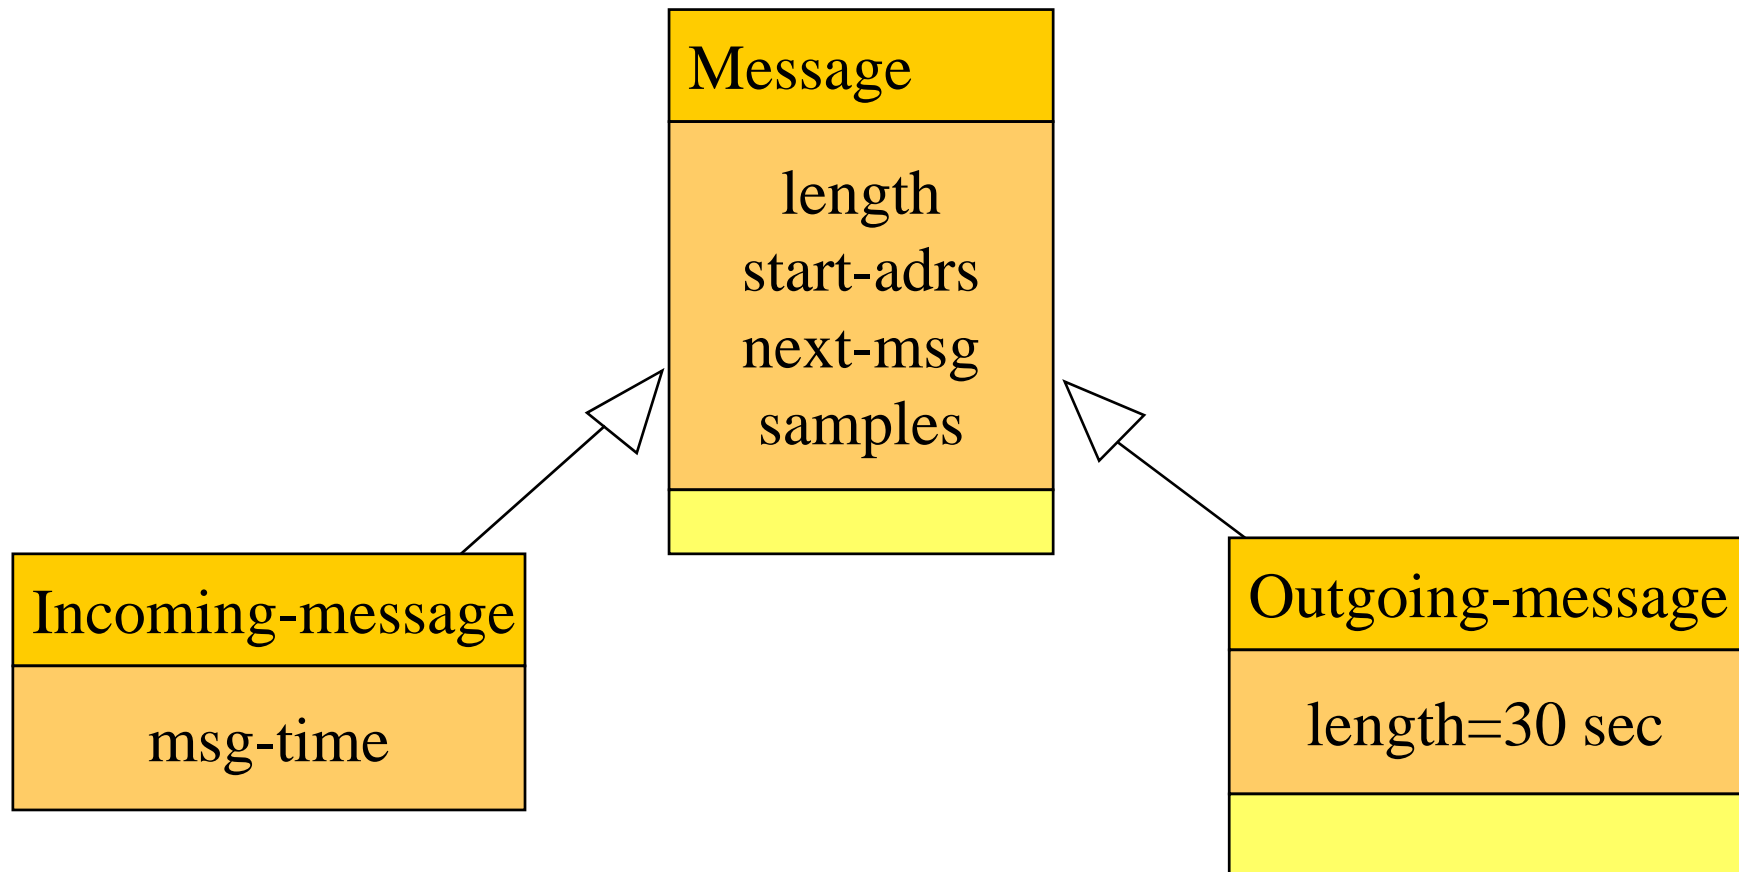 Message
length
start-adrs
next-msg
samples
Incoming-message
msg-time
Outgoing-message
length=30 sec